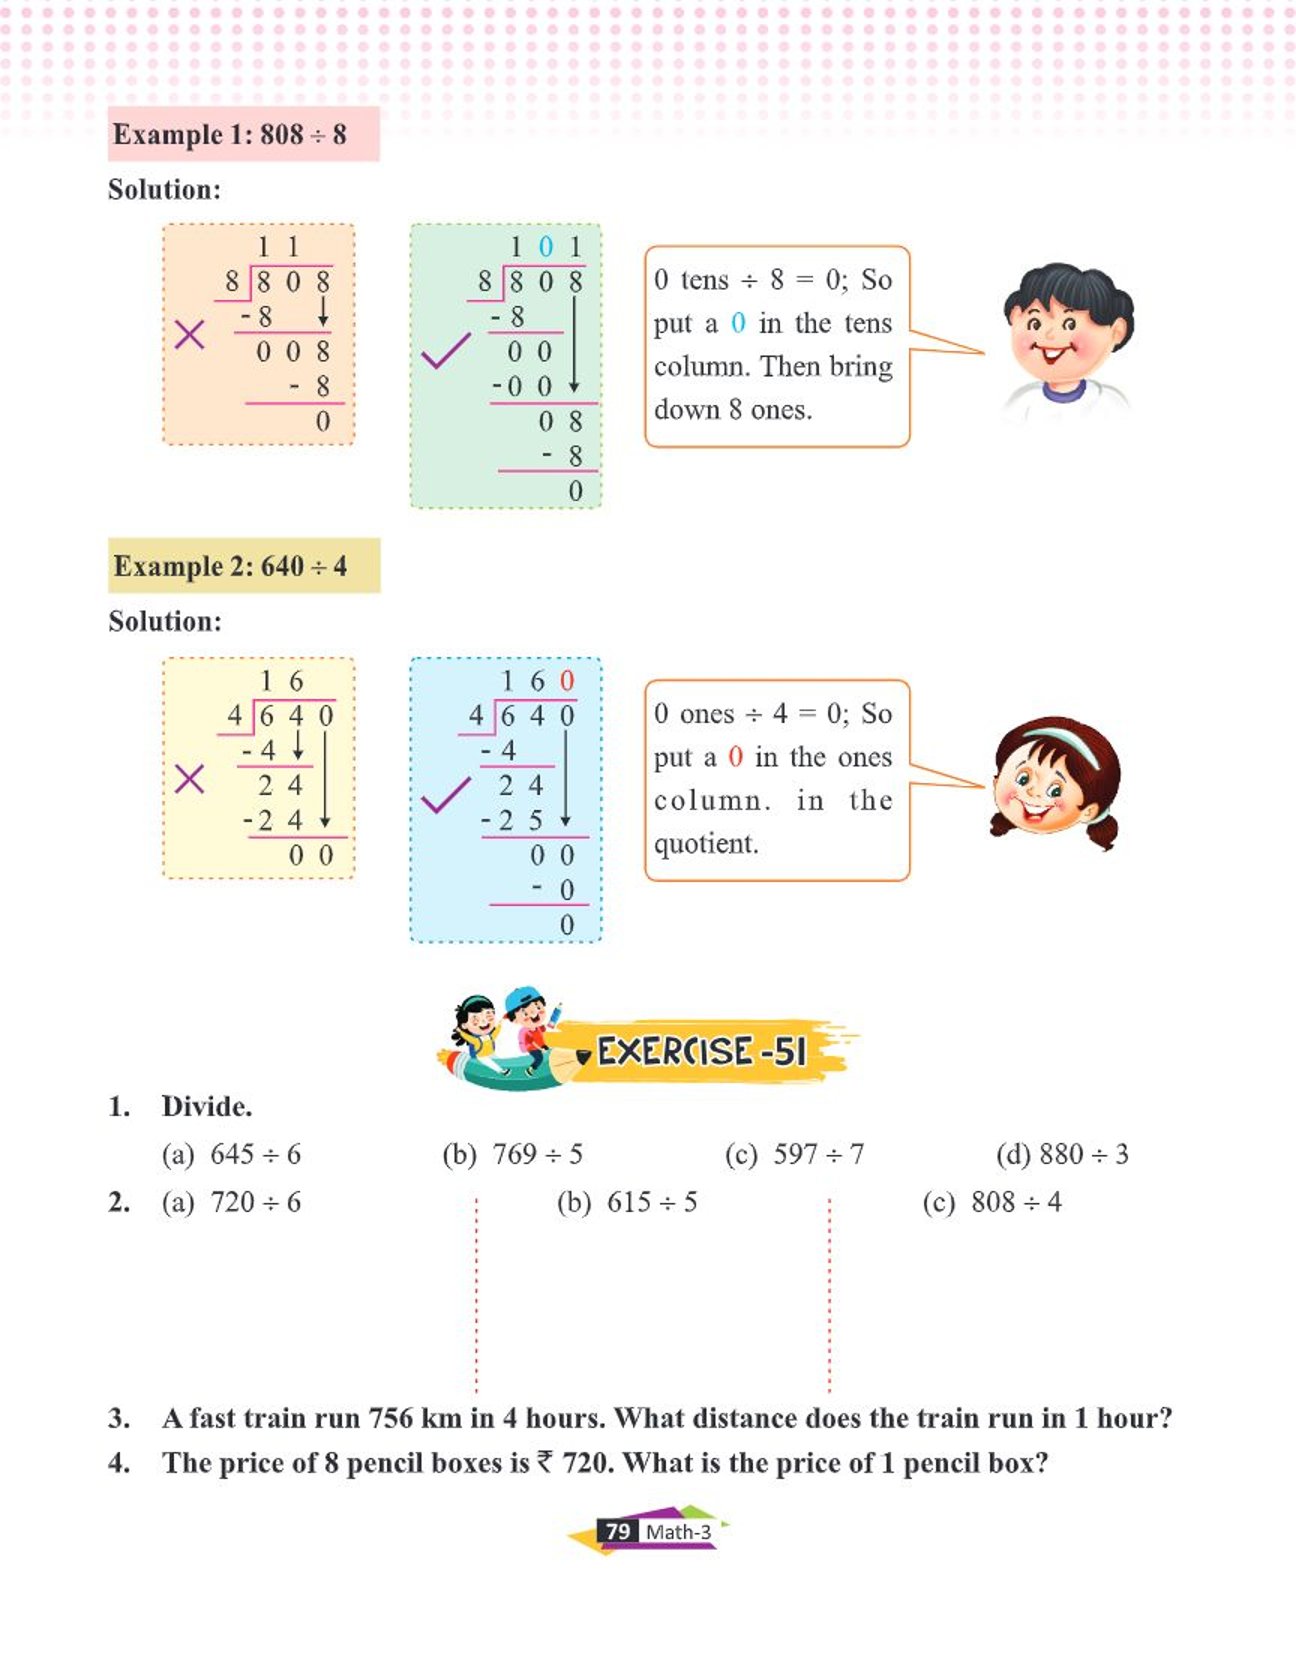 Example 1: 808 ÷ 8
Solution:
1 1
8 8 0 8
- 8
0 0 8
- 8
0
1 0 1
8 8 0 8
- 8
0 0
- 0 0
0 8
- 8
0
0 tens ÷ 8 = 0; So
put a 0 in the tens
column. Then bring
down 8 ones.
Example 2: 640 ÷ 4
Solution:
1 6
4 6 4 0
- 4
2 4
- 2 4
0 0
1 6 0
4 6 4 0
- 4
2 4
- 2 5
0 0
- 0
0
0 ones ÷ 4 = 0; So
put a 0 in the ones
column. in the
quotient.
EXERCISE -51
1. Divide.
(a) 645 ÷ 6 (b) 769 ÷ 5 (c) 597 ÷ 7 (d) 880 ÷ 3
2. (a) 720 ÷ 6 (b) 615 ÷ 5 (c) 808 ÷ 4
3. A fast train run 756 km in 4 hours. What distance does the train run in 1 hour?
4. The price of 8 pencil boxes is ₹ 720. What is the price of 1 pencil box?
79 Math-3